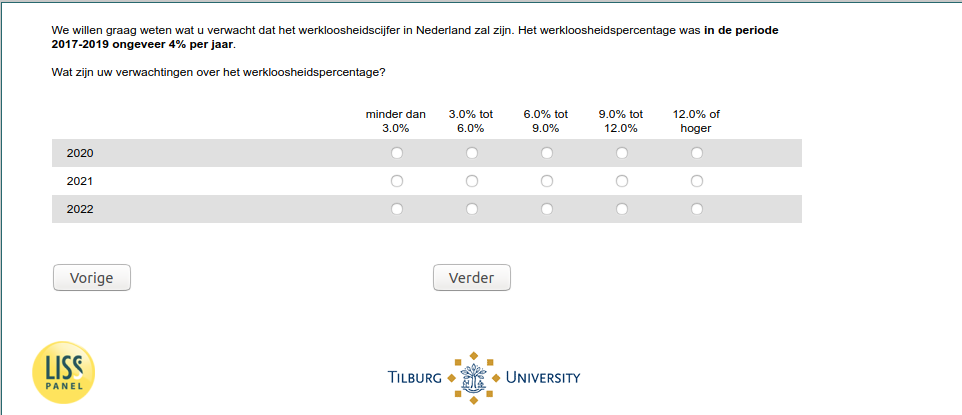 We willen graag weten wat u verwacht dat het werkloosheidscijfer in Nederland zal zijn. Het werkloosheidspercentage was in de periode
2017-2019 ongeveer 4% per jaar.
Wat zijn uw verwachtingen over het werkloosheidspercentage?
minder dan 3.0% tot 6.0% tot 9.0% tot 12.0% of
3.0% 6.0% 9.0% 12.0% hoger
2020
2021
2022
Vorige Verder
LISS
PANEL
TILBURG UNIVERSITY